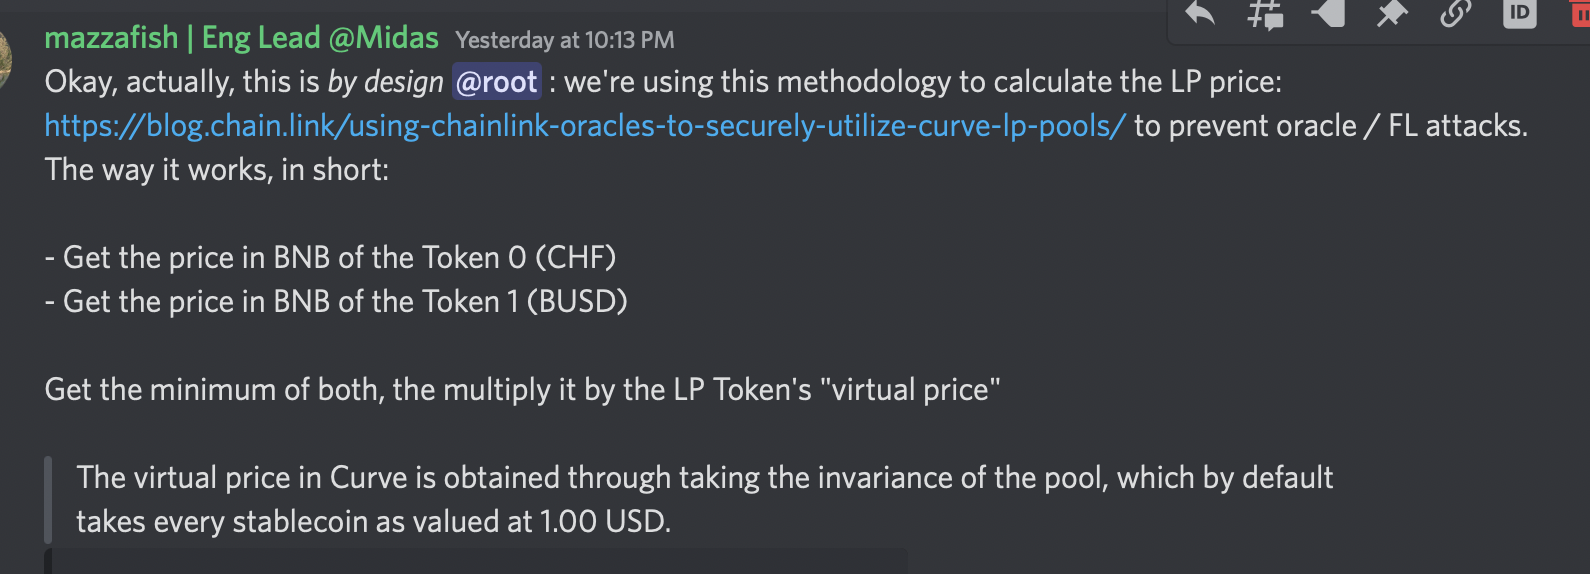 mazzafish | Eng Lead @Midas Yesterday at 10:13 PM
Okay, actually, this is by design @root : we're using this methodology to calculate the LP price:
https://blog.chain.link/using-chainlink-oracles-to-securely-utilize-curve-lp-pools/ to prevent oracle / FL attacks.
The way it works, in short:
- Get the price in BNB of the Token 0 (CHF)
- Get the price in BNB of the Token 1 (BUSD)
Get the minimum of both, the multiply it by the LP Token's "virtual price"
The virtual price in Curve is obtained through taking the invariance of the pool, which by default
takes every stablecoin as valued at 1.00 USD.
ID